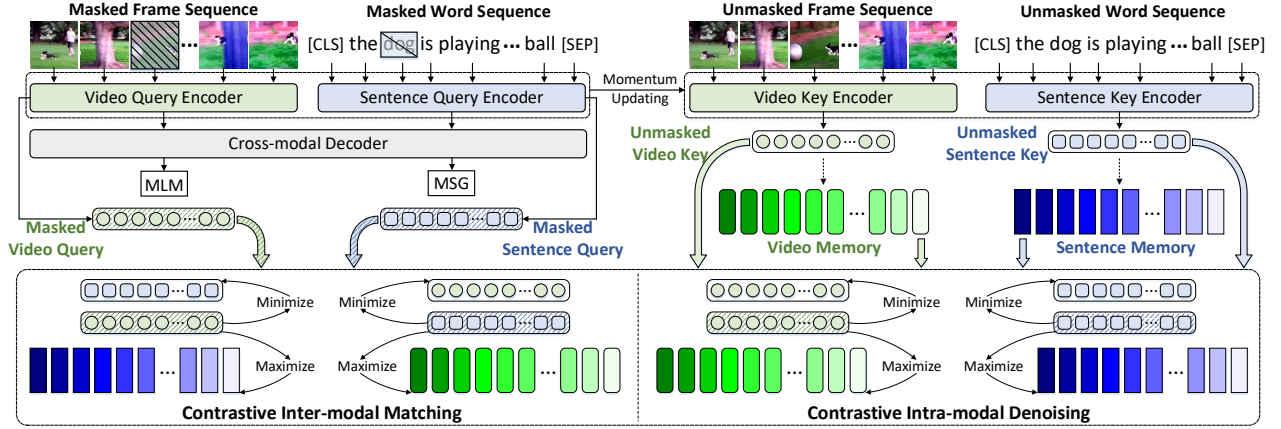 Masked Frame Sequence
Masked Word Sequence
Unmasked Frame Sequence
Unmasked Word Sequence
[CLS] the dog is playing ••• ball [SEP]
[CLS] the dog is playing ••• ball [SEP]
Video Query Encoder
Sentence Query Encoder
Momentum
Updating
Video Key Encoder
Sentence Key Encoder
Cross-modal Decoder
Unmasked
Video Key
Unmasked
Sentence Key
MLM
MSG
Masked
Video Query
Masked
Sentence Query
Video Memory
Sentence Memory
Minimize
Minimize
Minimize
Minimize
Maximize
Maximize
Maximize
Maximize
Contrastive Inter-modal Matching
Contrastive Intra-modal Denoising